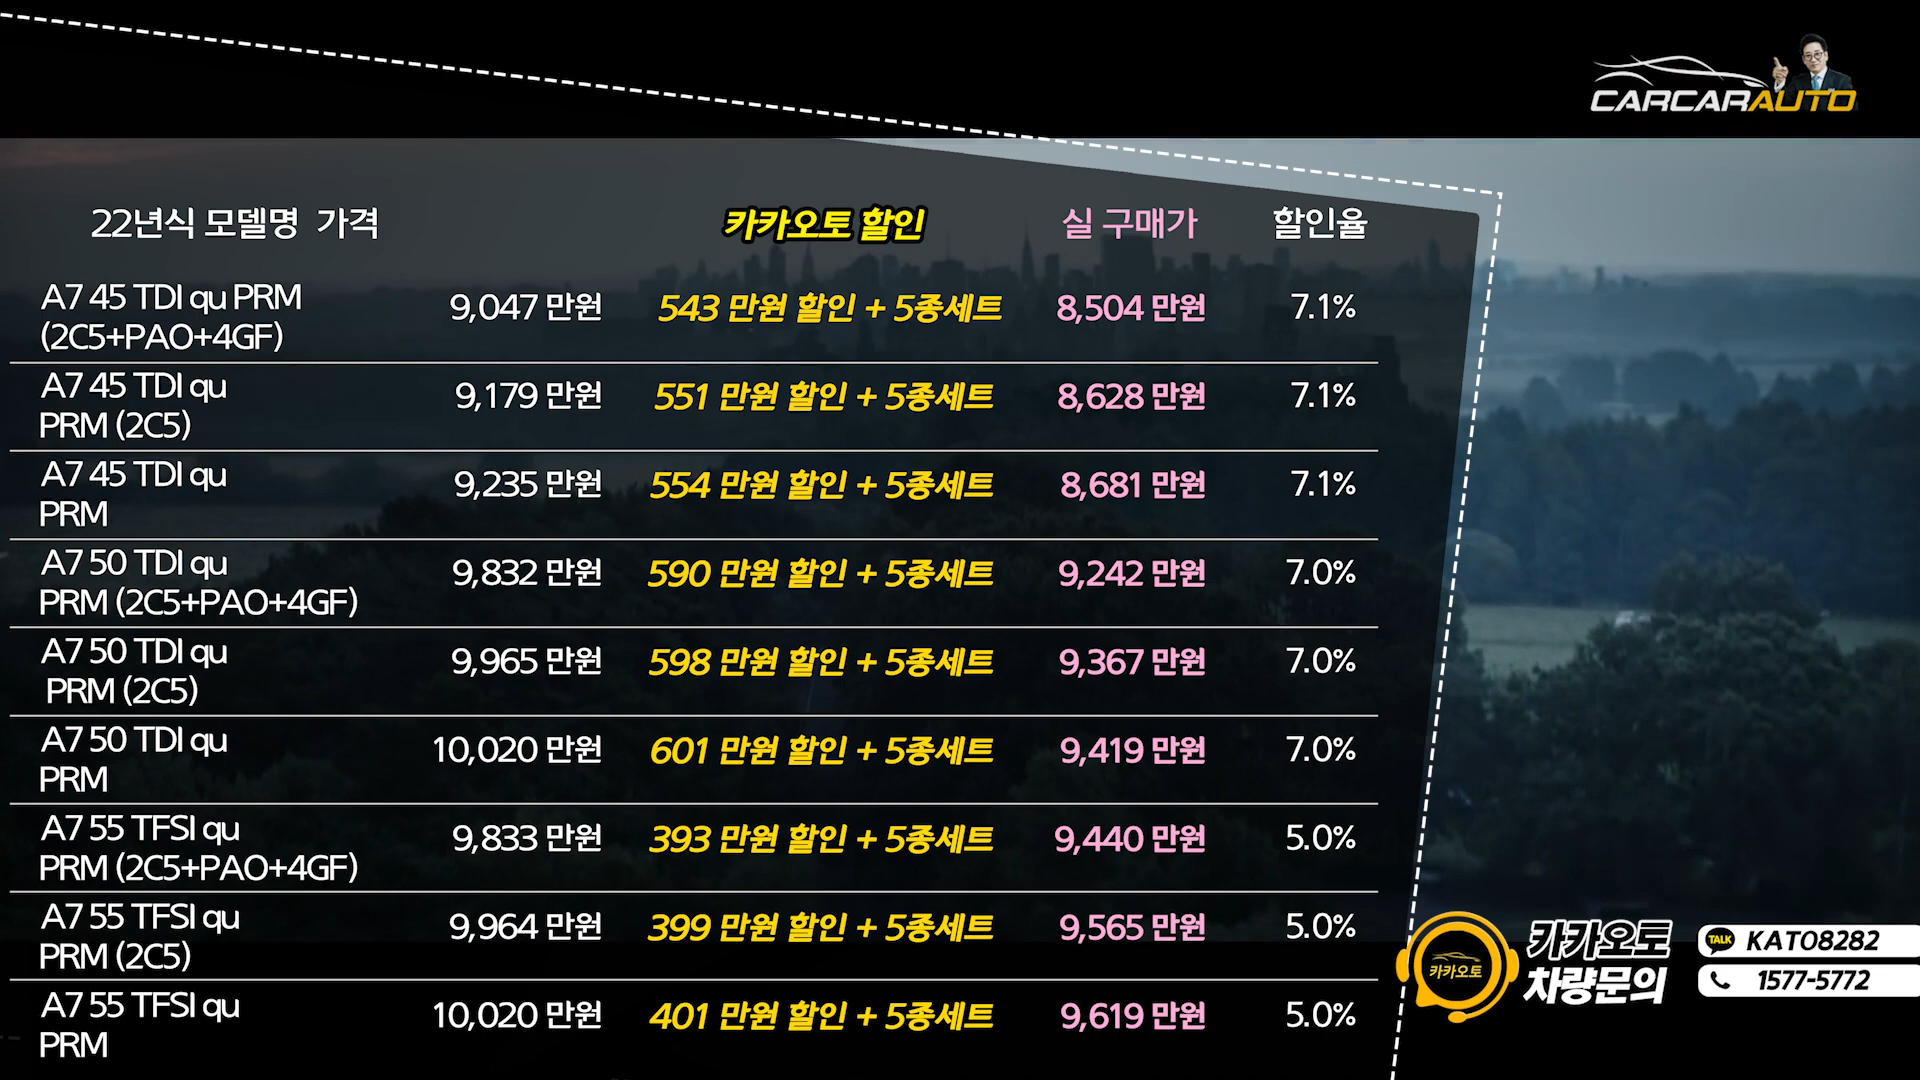 CARCARAUTO
22년식 모델명 가격 카카오토 할인 실 구매가 할인율
A7 45 TDI qu PRM
(2C5+PAO+4GF)
9,047 만원 543 만원 할인 + 5종세트 8,504 만원 7.1%
A7 45 TDI qu
PRM (2C5)
9,179 만원 551 만원 할인 + 5종세트 8,628 만원 7.1%
A7 45 TDI qu
PRM
9,235 만원 554 만원 할인 + 5종세트 8,681 만원 7.1%
A7 50 TDI qu
PRM (2C5+PAO+4GF)
9,832 만원 590 만원 할인 + 5종세트 9,242 만원 7.0%
A7 50 TDI qu
PRM (2C5)
9,965 만원 598 만원 할인 + 5종세트 9,367 만원 7.0%
A7 50 TDI qu
PRM
10,020 만원 601 만원 할인 + 5종세트 9,419 만원 7.0%
A7 55 TFSI qu
PRM (2C5+PAO+4GF)
9,833 만원 393 만원 할인 + 5종세트 9,440 만원 5.0%
A7 55 TFSI qu
PRM (2C5)
9,964 만원 399 만원 할인 + 5종세트 9,565 만원 5.0%
A7 55 TFSI qu
PRM
10,020 만원 401 만원 할인 + 5종세트 9,619 만원 5.0%
카카오토
카카오토
차량문의
TALK KATO8282
1577-5772